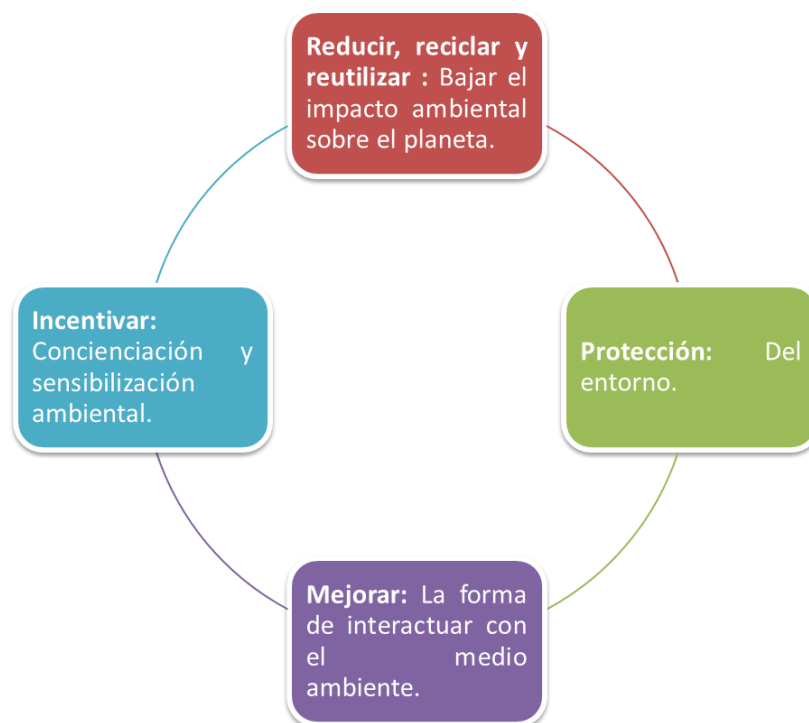 Reducir, reciclar y
reutilizar : Bajar el
impacto ambiental
sobre el planeta.
Incentivar:
Concienciación y
sensibilización
ambiental.
Protección: Del
entorno.
Mejorar: La forma
de interactuar con
el medio
ambiente.